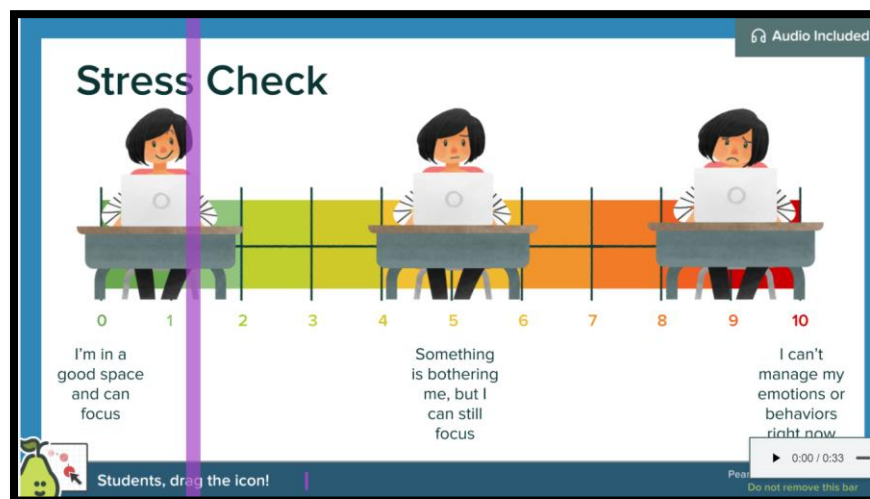 Audio Included
Stress Check
0 1 2 3 4 5 6 7 8 9 10
I'm in a
good space
and can
focus
Something
is bothering
me, but I
can still
focus
I can't
manage my
emotions or
behaviors
right now
Students, drag the icon!
Pear
0:00 / 0:33
Do not remove this bar